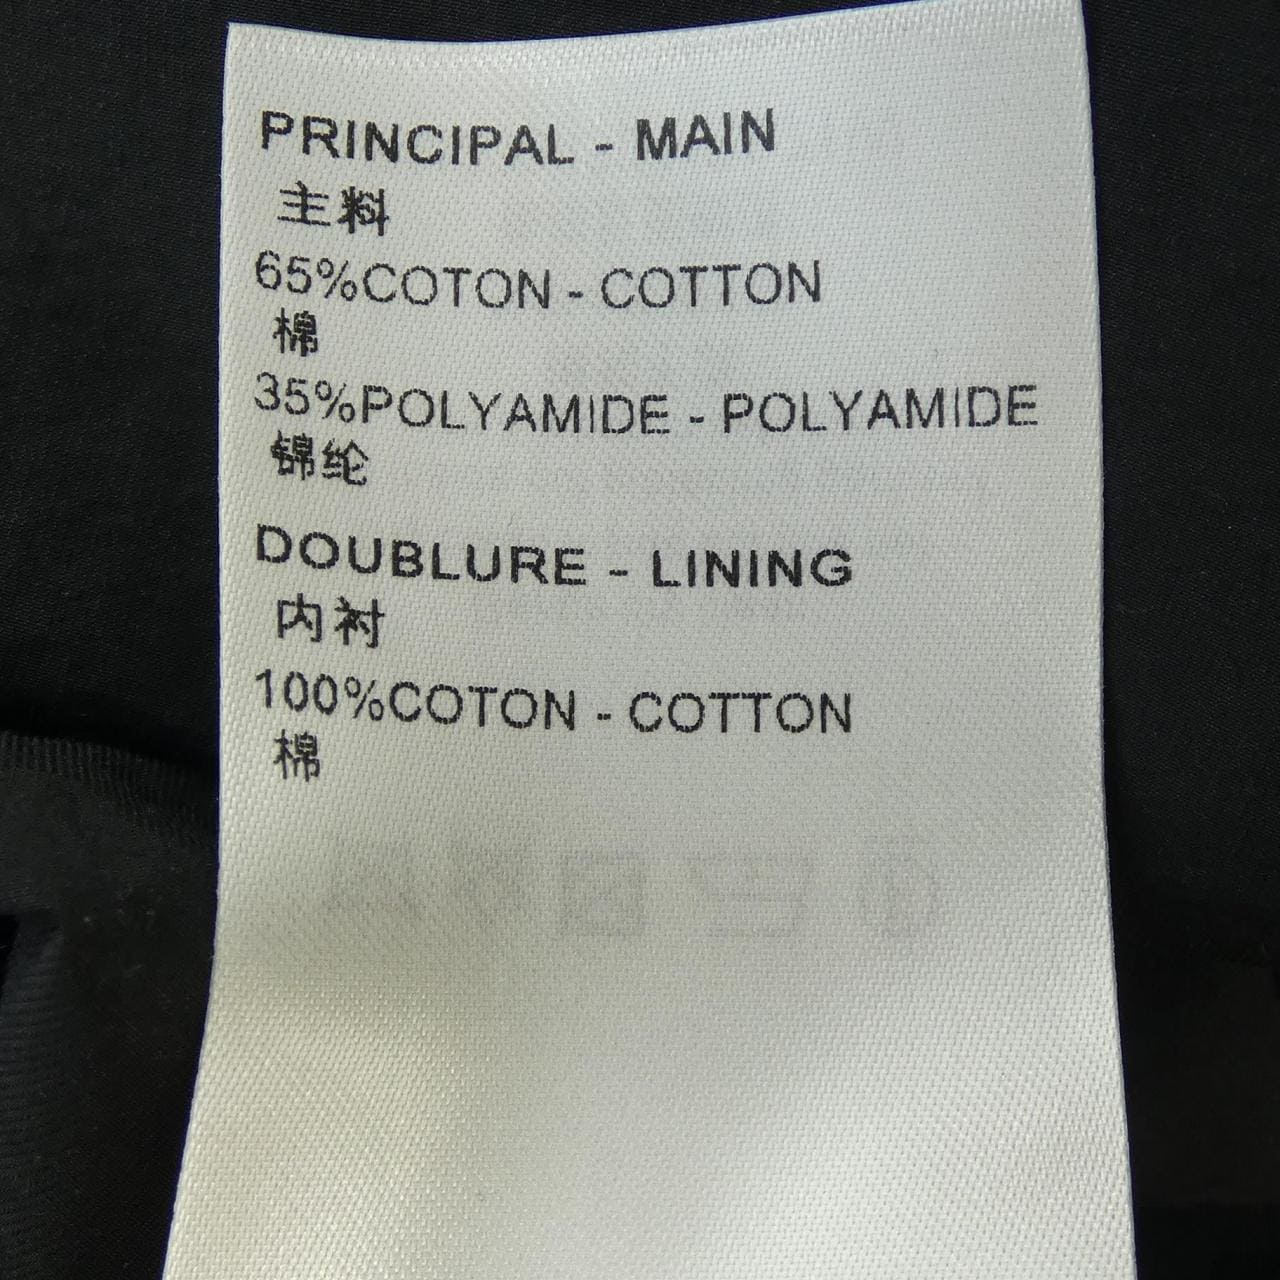 PRINCIPAL - MAIN
主料
65%COTON - COTTON
棉
35%POLYAMIDE - POLYAMIDE
锦纶
DOUBLURE - LINING
内衬
100%COTON - COTTON
棉